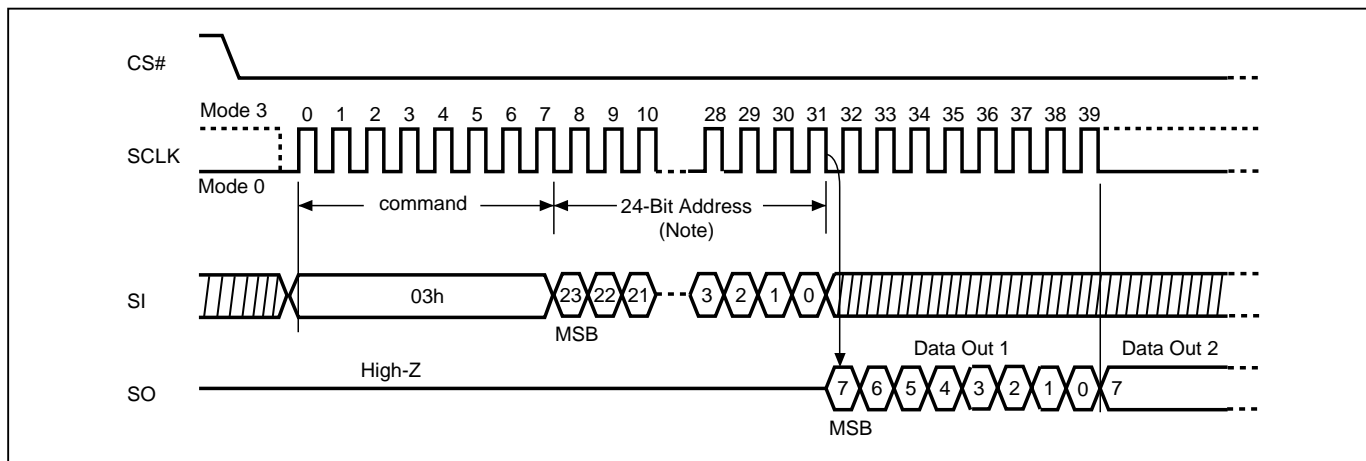 CS#
Mode 3
0 1 2 3 4 5 6 7 8 9 10 28 29 30 31 32 33 34 35 36 37 38 39
SCLK
Mode 0
command
24-Bit Address
(Note)
SI
03h
23 22 21 3 2 1 0
MSB
Data Out 1
Data Out 2
High-Z
SO
7 6 5 4 3 2 1 0 7
MSB